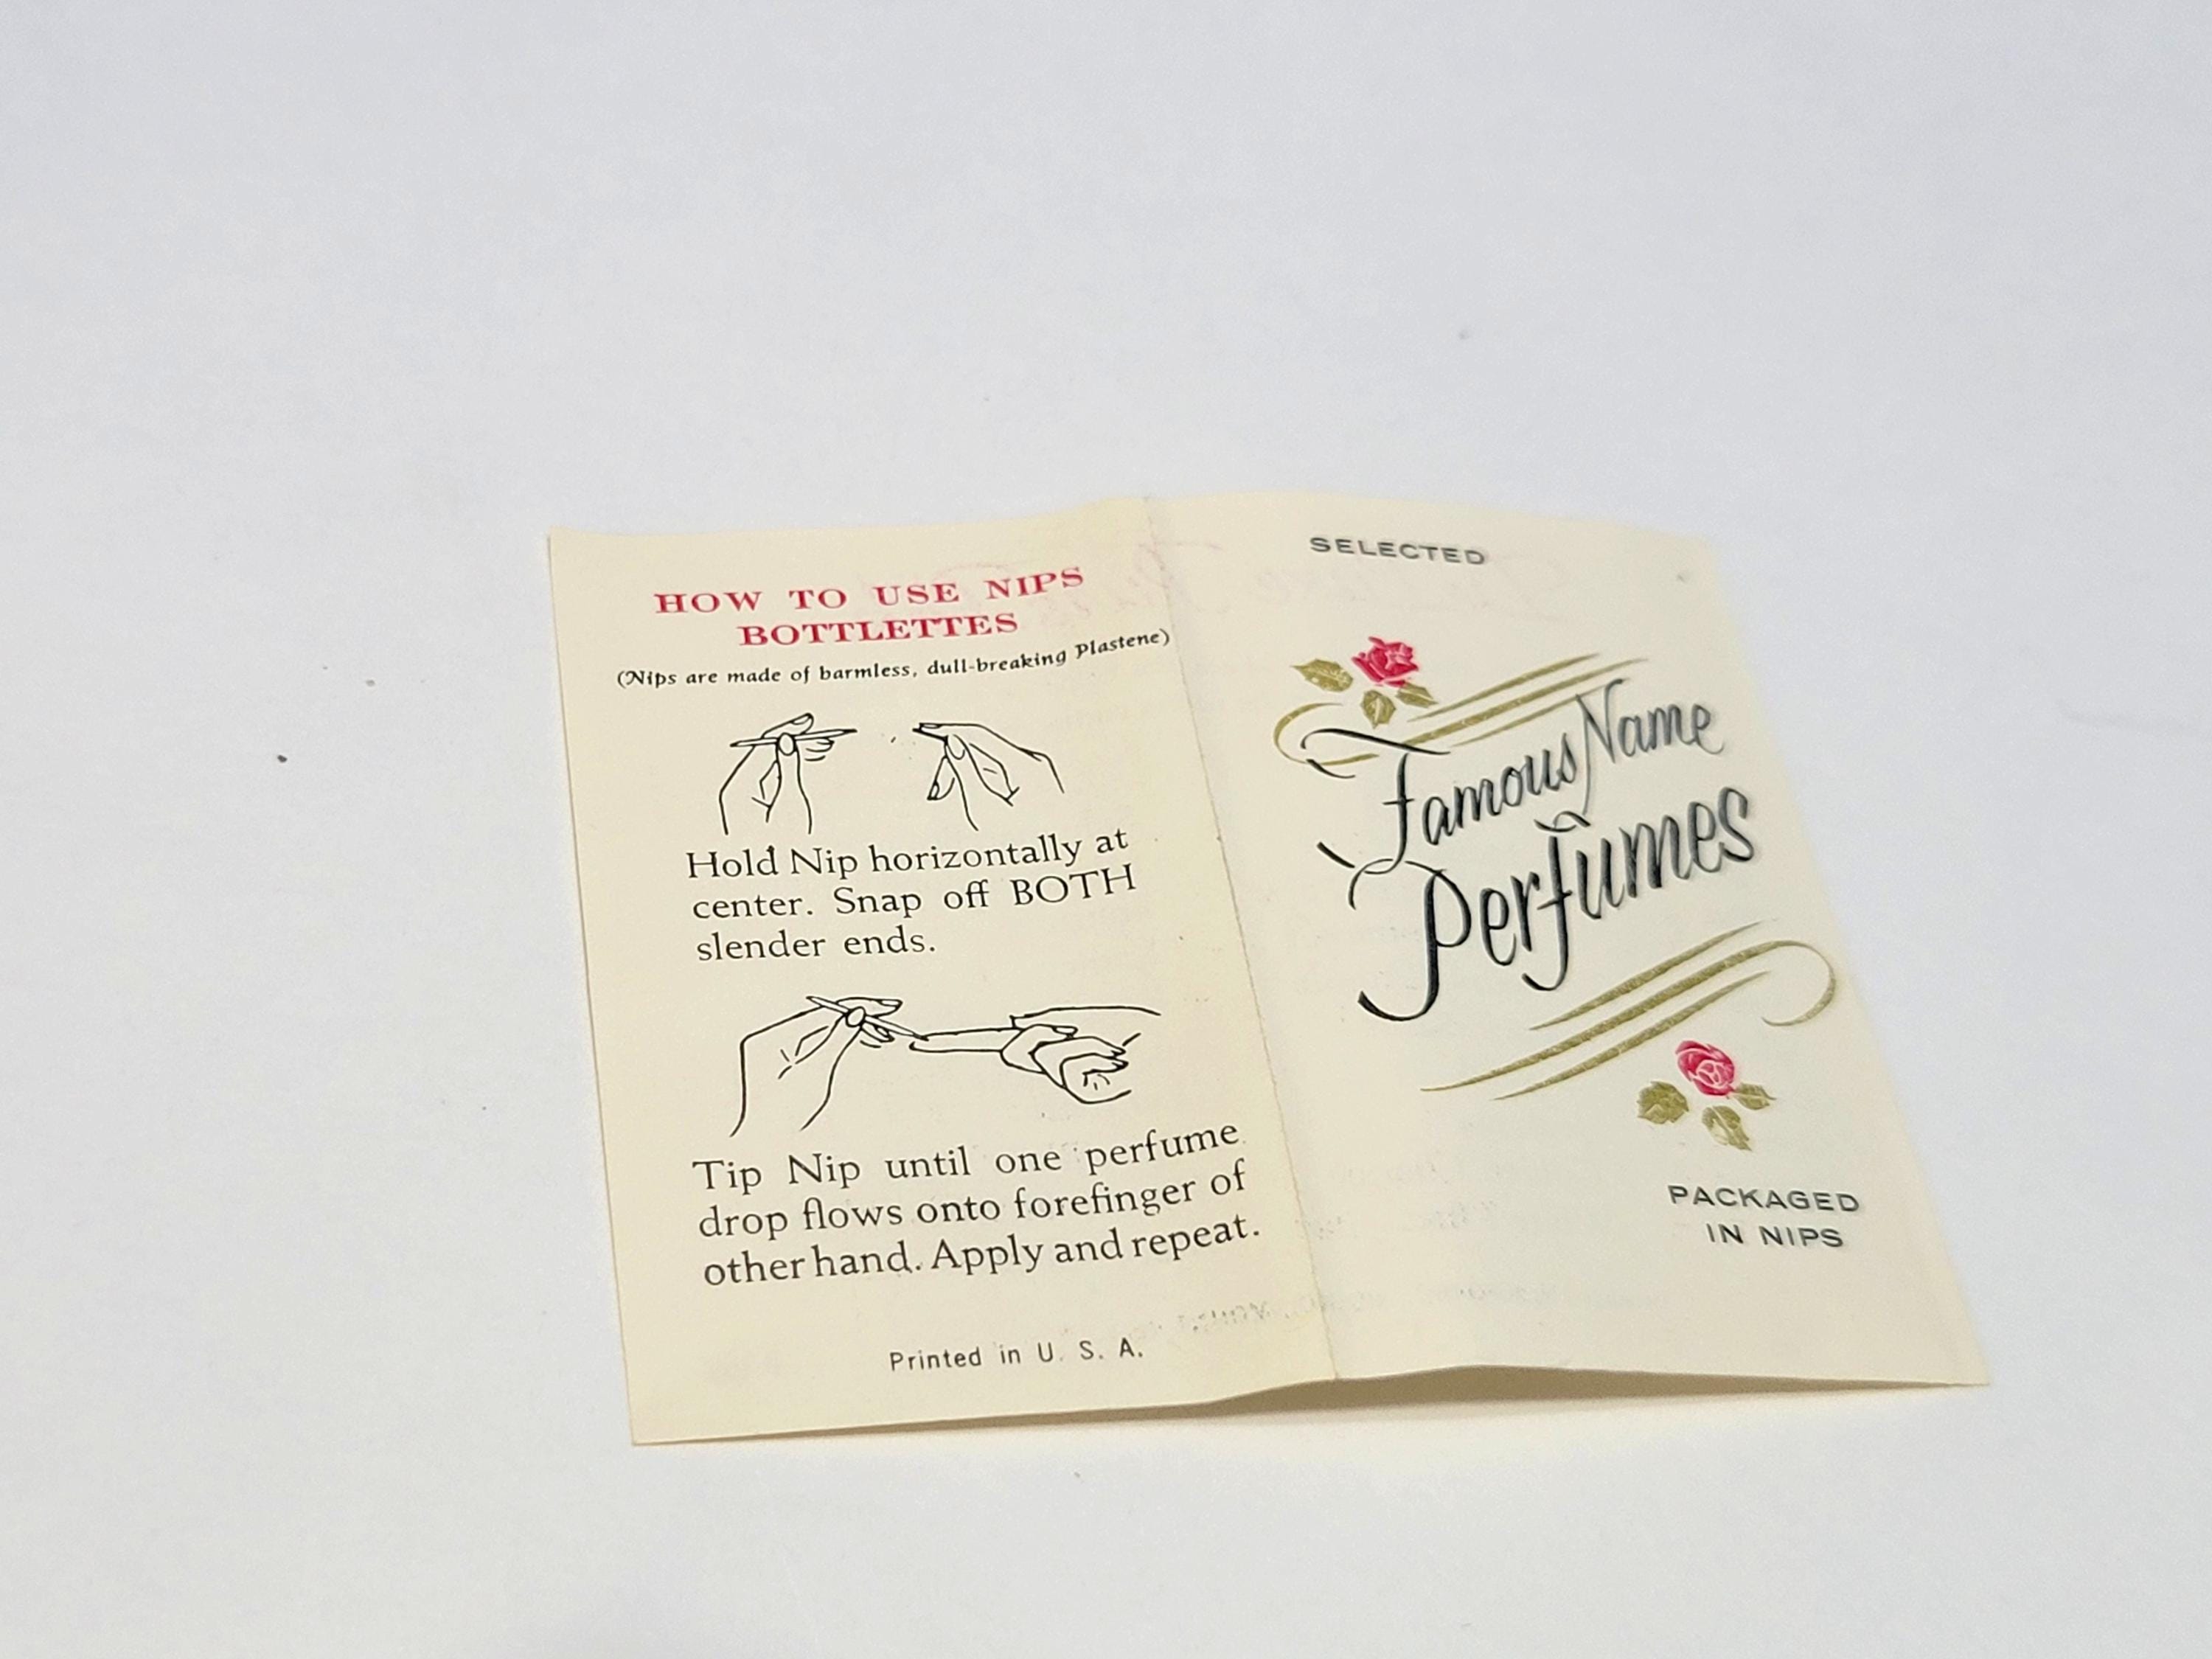 HOW TO USE NIPS
BOTTLETTES
(Nips are made of harmless, dull-breaking Plastene)
Hold Nip horizontally at
center. Snap off BOTH
slender ends.
Tip Nip until one perfume
drop flows onto forefinger of
other hand. Apply and repeat.
Printed in U. S. A.
SELECTED
Famous Name
Perfumes
PACKAGED
IN NIPS